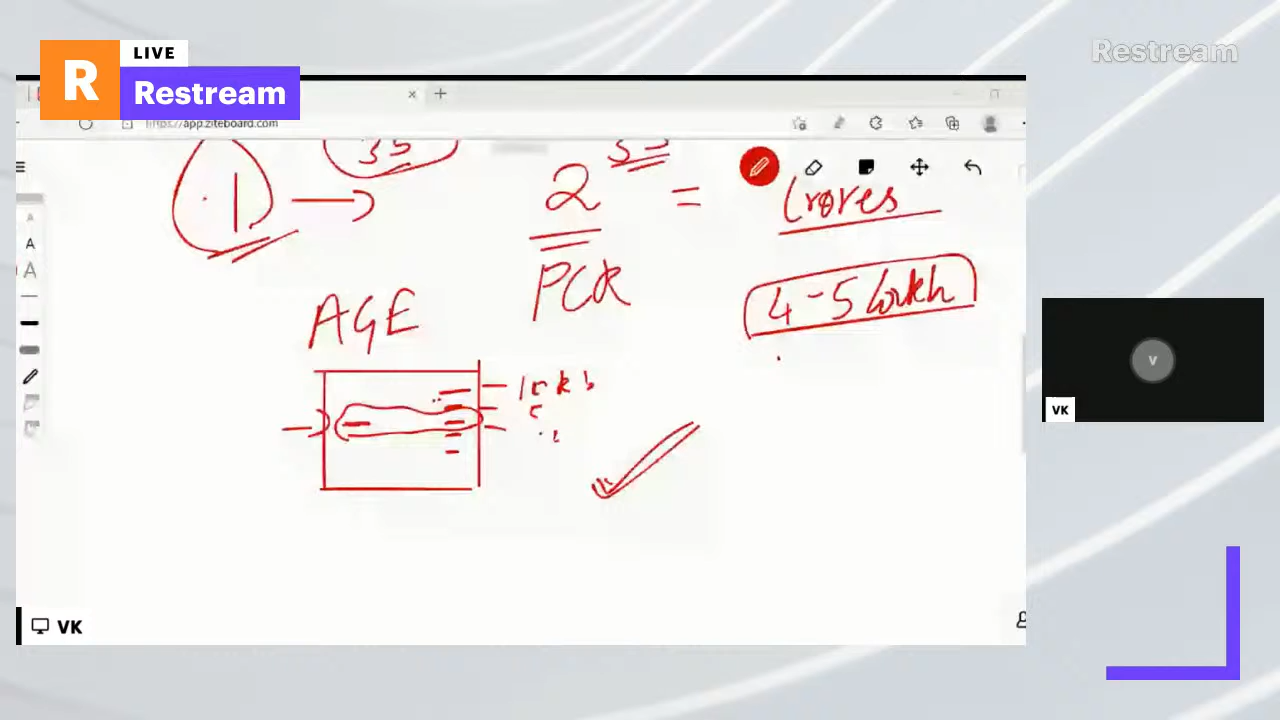 LIVE
R Restream
Restream
https://app.ziteboard.com
35
1
2 35 = Crores
PCR
4-5 lakh
AGE
VK
V
VK